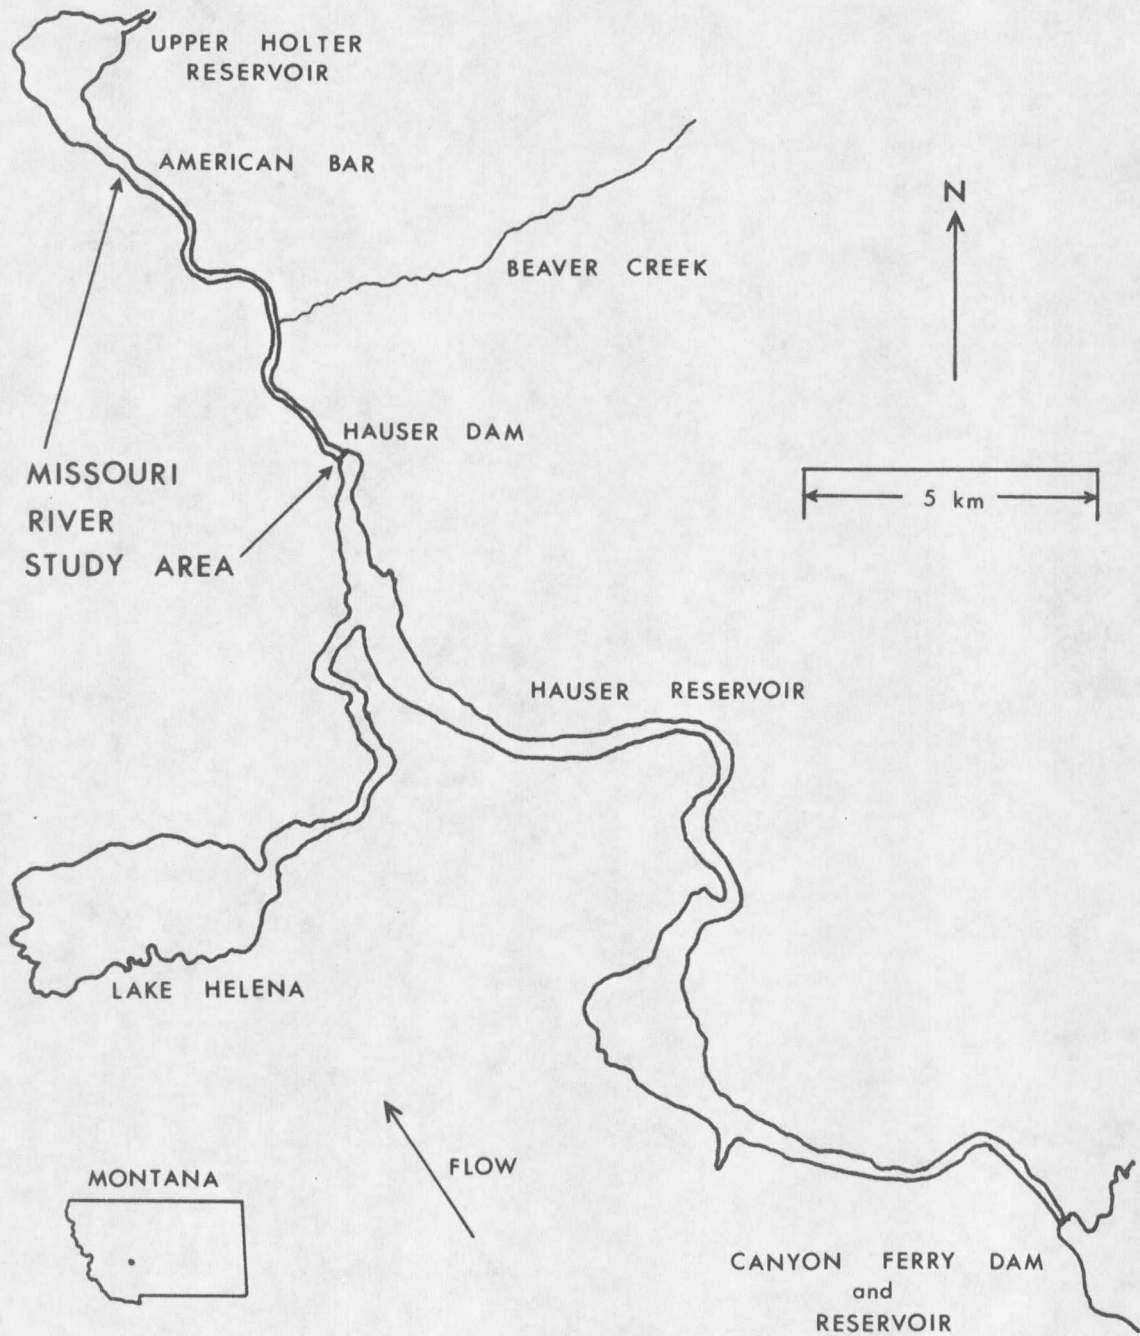 UPPER HOLTER
RESERVOIR
AMERICAN BAR
N
BEAVER CREEK
HAUSER DAM
MISSOURI
RIVER
STUDY AREA
5 km
HAUSER RESERVOIR
LAKE HELENA
FLOW
MONTANA
CANYON FERRY DAM
and
RESERVOIR